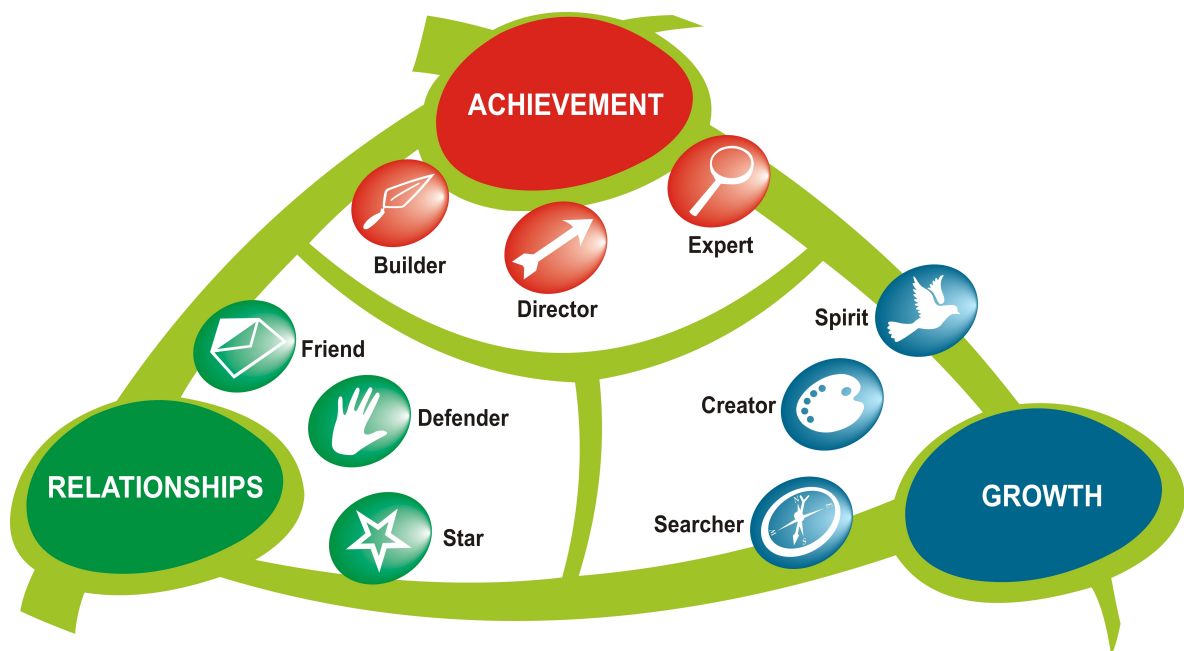 ACHIEVEMENT
Builder
Director
Expert
Spirit
Friend
Creator
Defender
RELATIONSHIPS
GROWTH
Searcher
Star
N
E
S
W